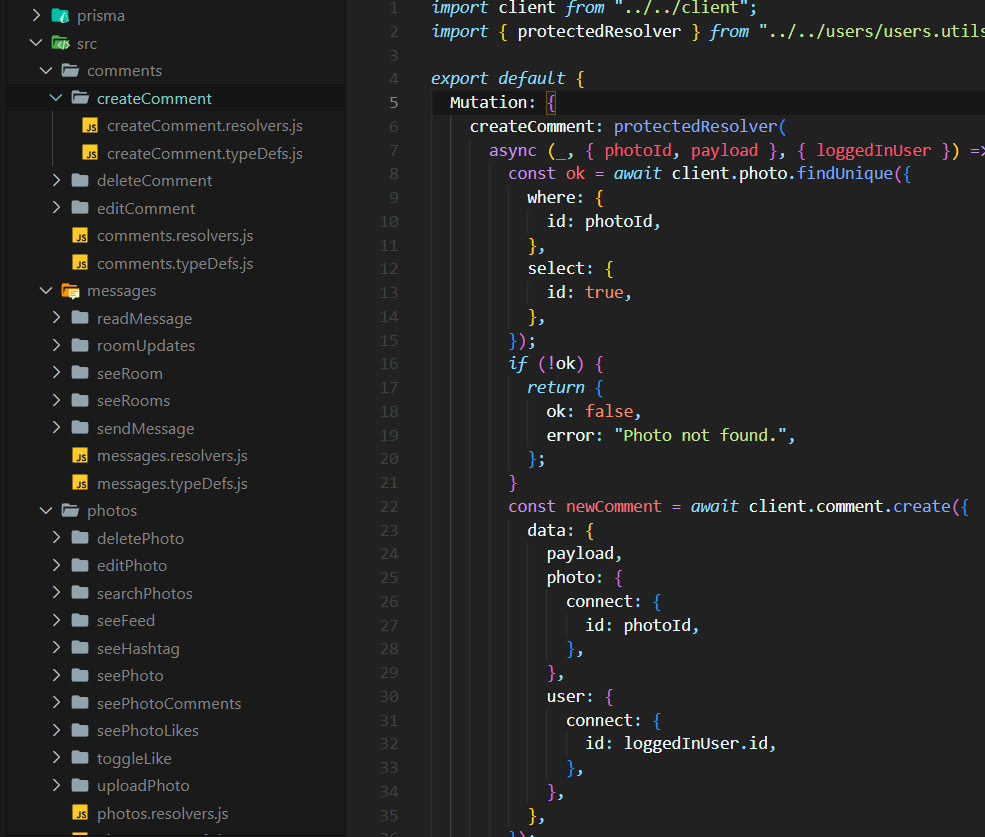 prisma
src
comments
createComment
createComment.resolvers.js
createComment.typeDefs.js
deleteComment
editComment
comments.resolvers.js
comments.typeDefs.js
messages
readMessage
roomUpdates
seeRoom
seeRooms
sendMessage
messages.resolvers.js
messages.typeDefs.js
photos
deletePhoto
editPhoto
searchPhotos
seeFeed
seeHashtag
seePhoto
seePhotoComments
seePhotoLikes
toggleLike
uploadPhoto
photos.resolvers.js
1 import client from "../../client";
2 import { protectedResolver } from "../../users/users.utils
3
4 export default {
5 Mutation: {
6 createComment: protectedResolver(
7 async (_, { photoId, payload }, { loggedInUser }) =>
8 const ok = await client.photo.findUnique({
9 where: {
10 id: photoId,
11 },
12 select: {
13 id: true,
14 },
15 });
16 if (!ok) {
17 return {
18 ok: false,
19 error: "Photo not found.",
20 };
21 }
22 const newComment = await client.comment.create({
23 data: {
24 payload,
25 photo: {
26 connect: {
27 id: photoId,
28 },
29 },
30 user: {
31 connect: {
32 id: loggedInUser.id,
33 },
34 },
35 },